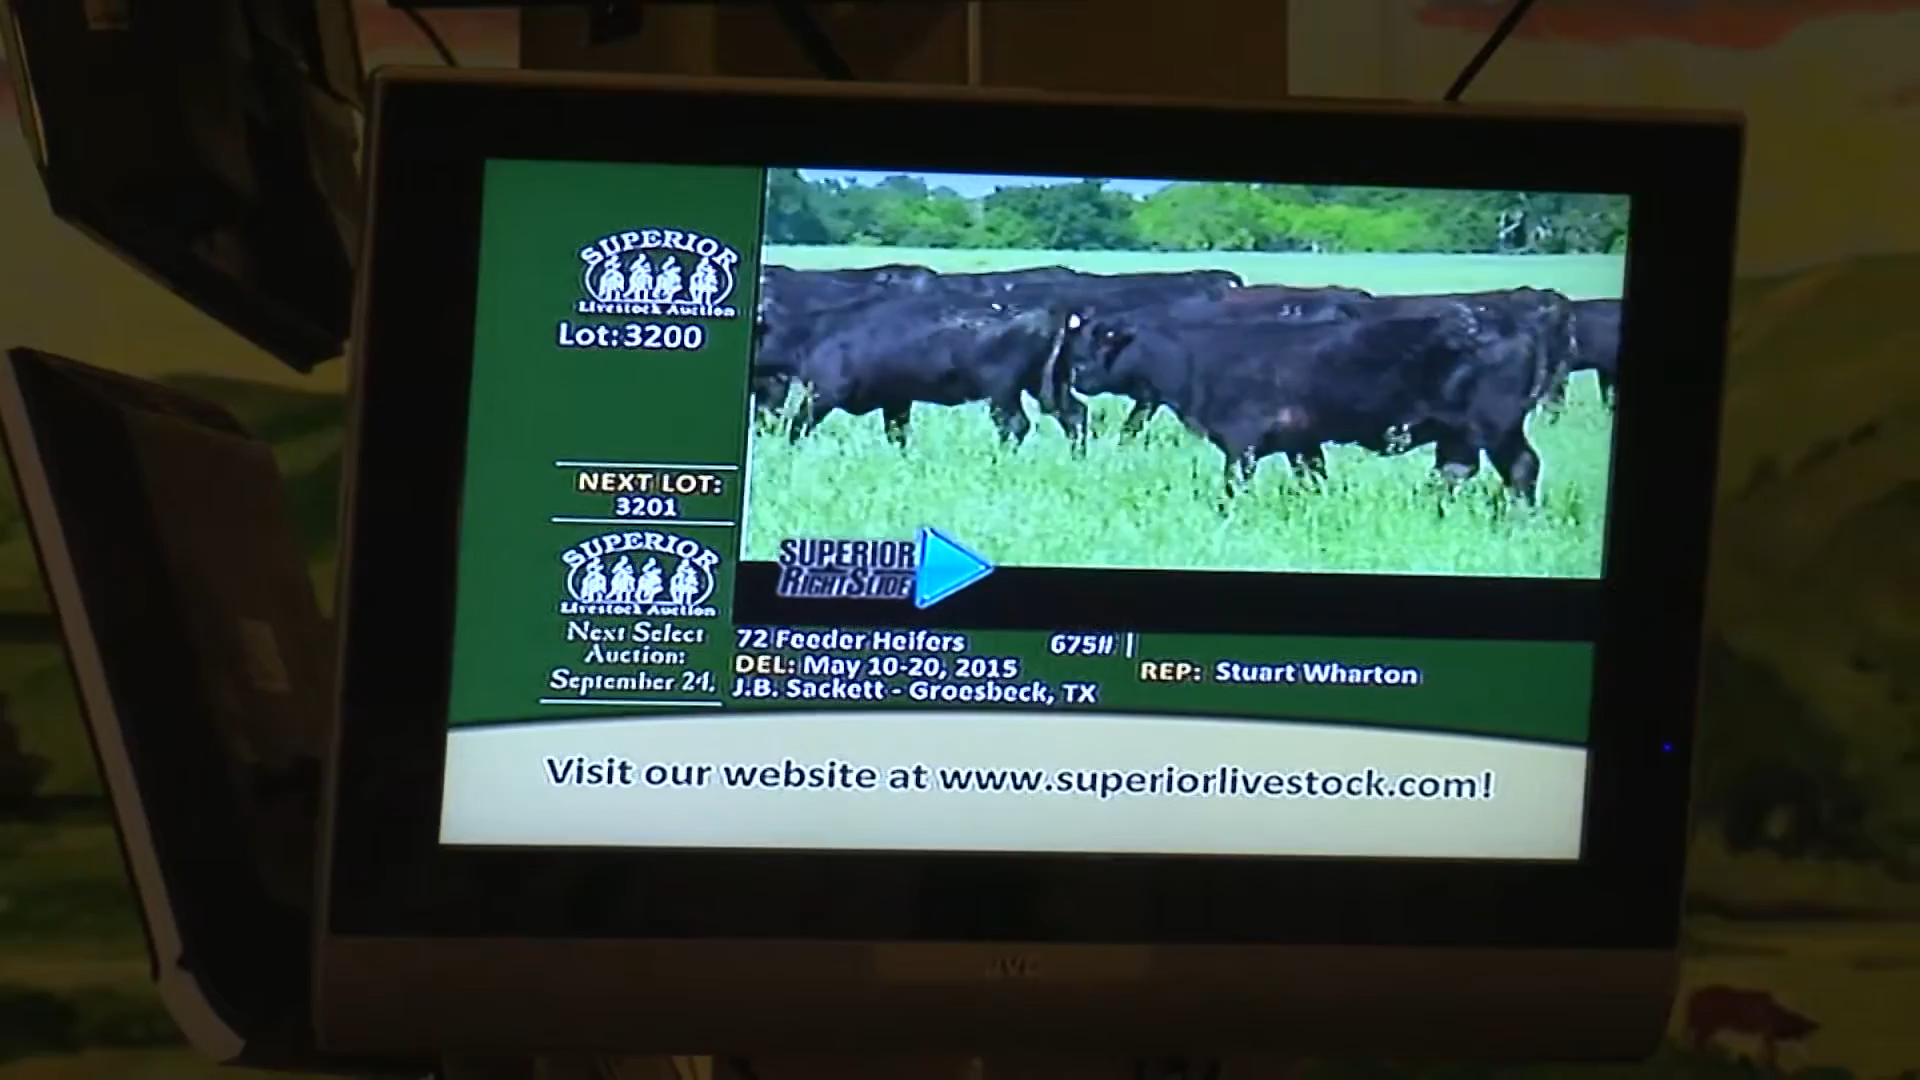 SUPERIOR
Livestock Auction
Lot: 3200
NEXT LOT:
3201
SUPERIOR
Livestock Auction
Next Select
Auction:
September 24,
SUPERIOR
RIGHTSLIDE
72 Feeder Heifers 675# |
DEL: May 10-20, 2015
J.B. Sackett - Groesbeck, TX
REP: Stuart Wharton
Visit our website at www.superiorlivestock.com!
JVC